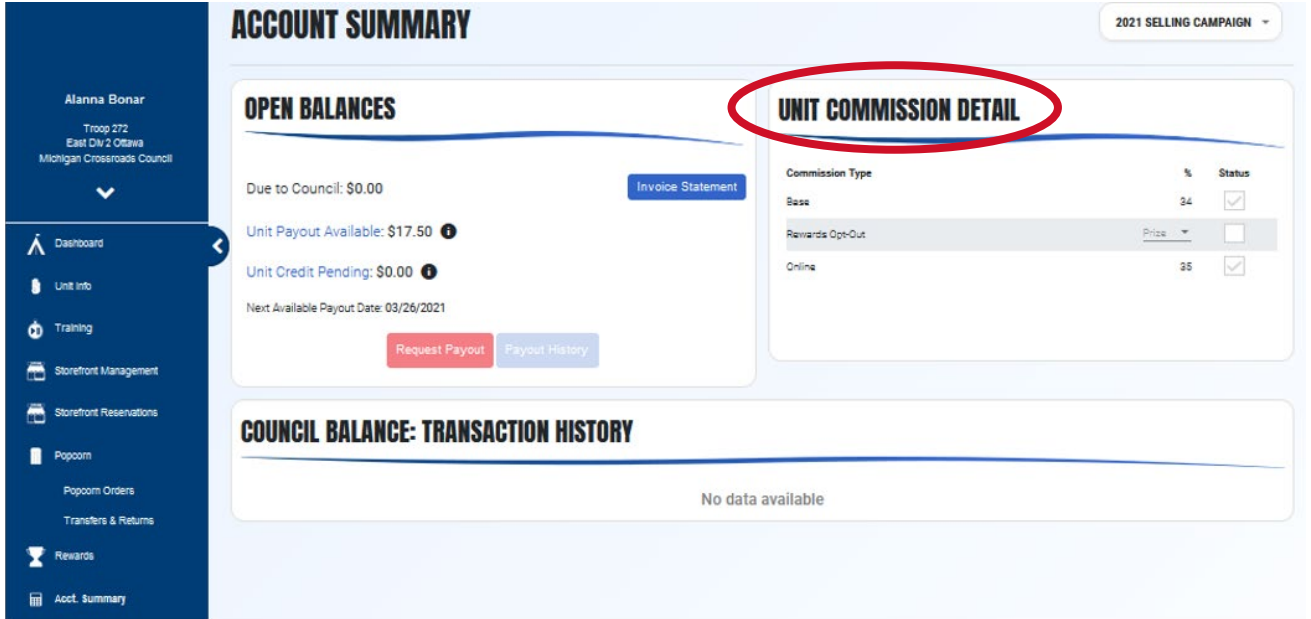 ACCOUNT SUMMARY
2021 SELLING CAMPAIGN
Alanna Bonar
Troop 272
East Div 2 Ottawa
Michigan Crossroads Council
Dashboard
Unit Info
Training
Storefront Management
Storefront Reservations
Popcorn
Popcorn Orders
Transfers & Returns
Rewards
Acct. Summary
OPEN BALANCES
Due to Council: $0.00
Invoice Statement
Unit Payout Available: $17.50
Unit Credit Pending: $0.00
Next Available Payout Date: 03/26/2021
Request Payout
Payout History
UNIT COMMISSION DETAIL
Commission Type % Status
Base 34
Rewards Opt-Out Prize
Online 35
COUNCIL BALANCE: TRANSACTION HISTORY
No data available